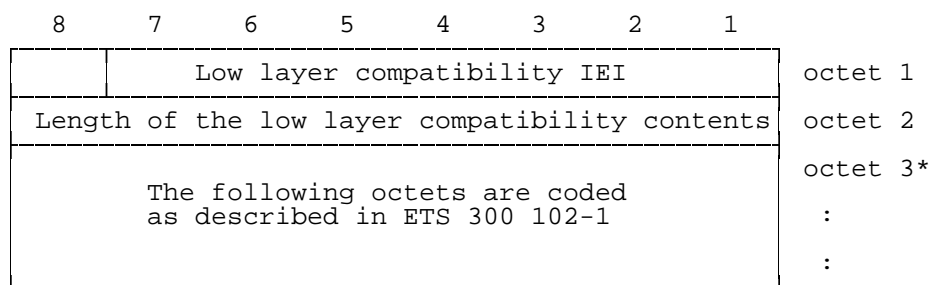 8 7 6 5 4 3 2 1
Low layer compatibility IEI octet 1
Length of the low layer compatibility contents octet 2
octet 3*
The following octets are coded
as described in ETS 300 102-1 :
: